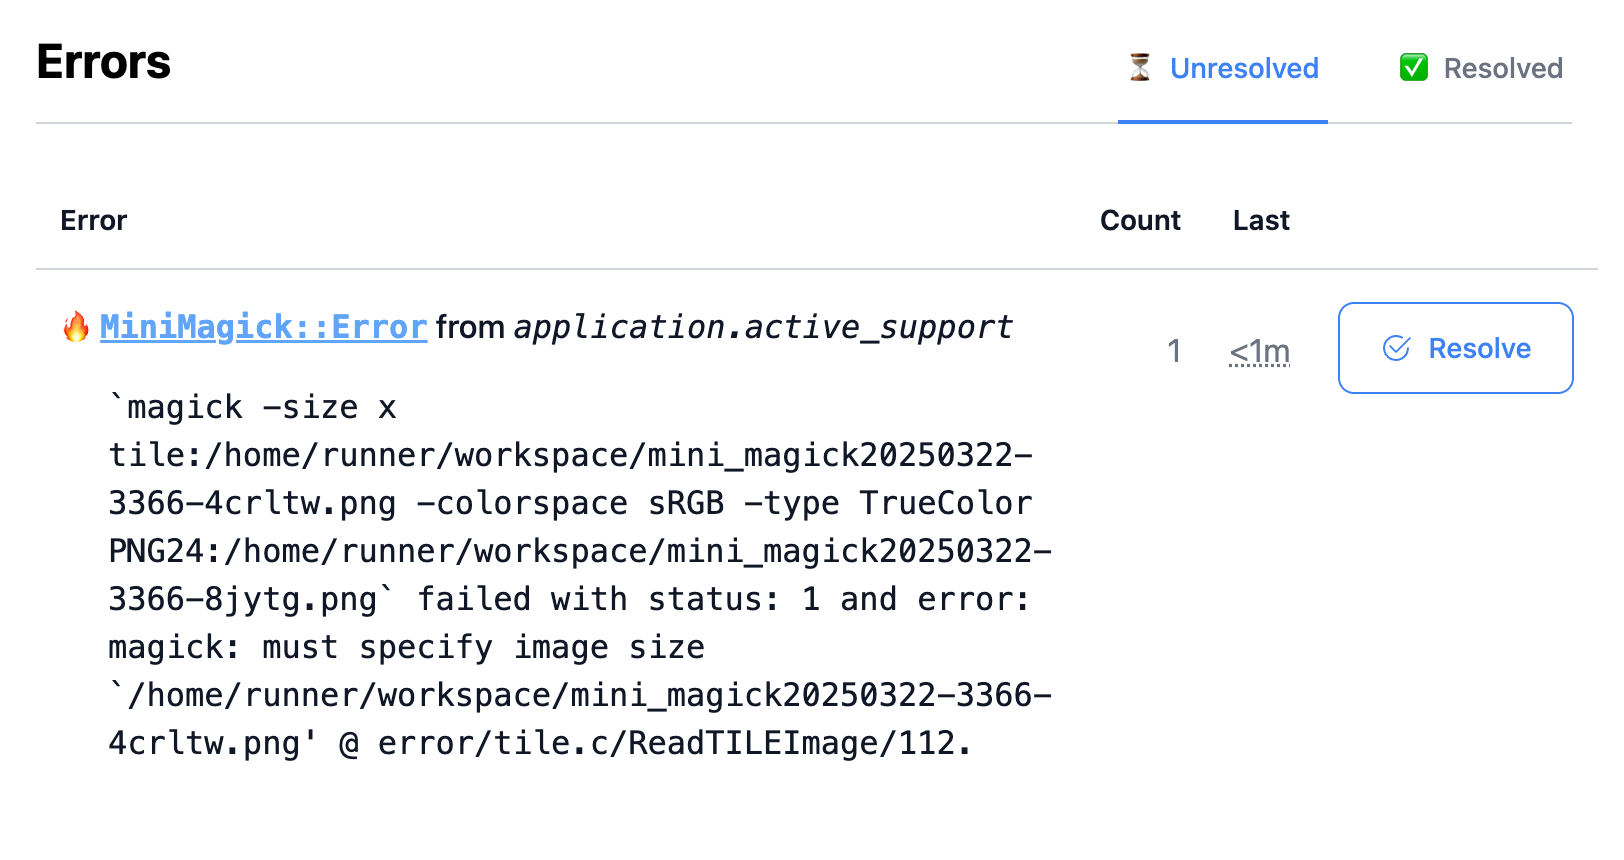 Errors
⏳ Unresolved
✅ Resolved
Error Count Last
🔥 MiniMagick::Error from application.active_support
1 <1m Resolve
`magick -size x
tile:/home/runner/workspace/mini_magick20250322-
3366-4crltw.png -colorspace sRGB -type TrueColor
PNG24:/home/runner/workspace/mini_magick20250322-
3366-8jytg.png` failed with status: 1 and error:
magick: must specify image size
`/home/runner/workspace/mini_magick20250322-3366-
4crltw.png' @ error/tile.c/ReadTILEImage/112.